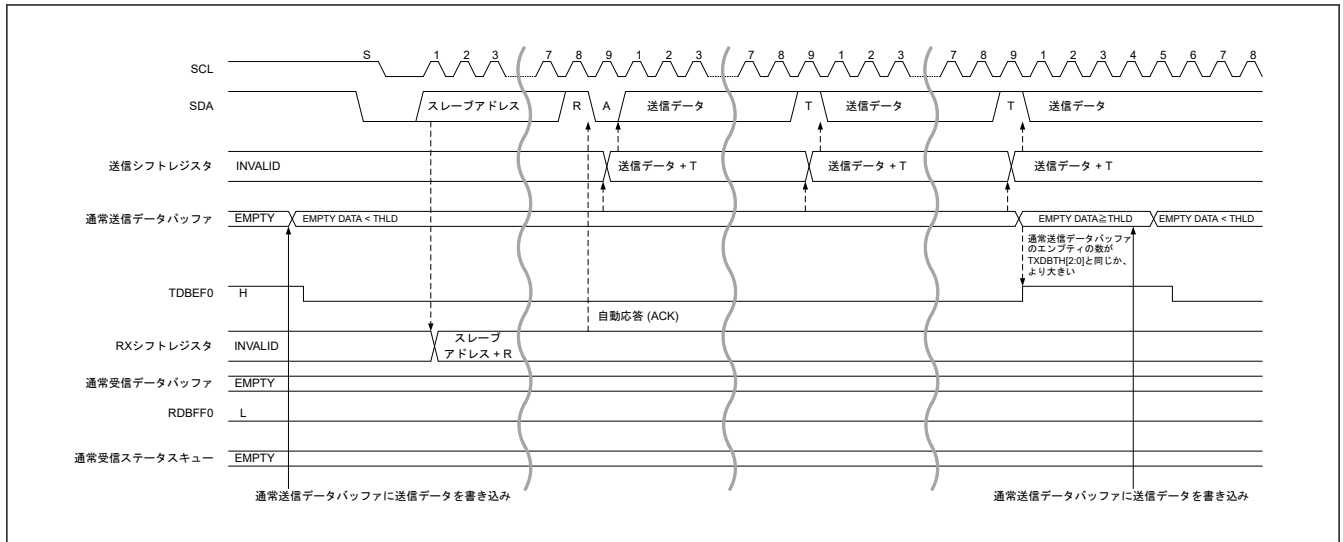 S 1 2 3 7 8 9 1 2 3 7 8 9 1 2 3 7 8 9 1 2 3 4 5 6 7 8
SCL
SDA スレーブアドレス R A 送信データ T 送信データ T 送信データ
送信シフトレジスタ INVALID 送信データ + T 送信データ + T 送信データ + T
通常送信データバッファ EMPTY EMPTY DATA < THLD EMPTY DATA≧THLD EMPTY DATA < THLD
通常送信データバッファ
のエンプティの数が
TXDBTH[2:0]と同じか、
より大きい
TDBEF0 H
自動応答 (ACK)
RXシフトレジスタ INVALID スレーブ
アドレス + R
通常受信データバッファ EMPTY
RDBFF0 L
通常受信ステータスキュー EMPTY
通常送信データバッファに送信データを書き込み 通常送信データバッファに送信データを書き込み